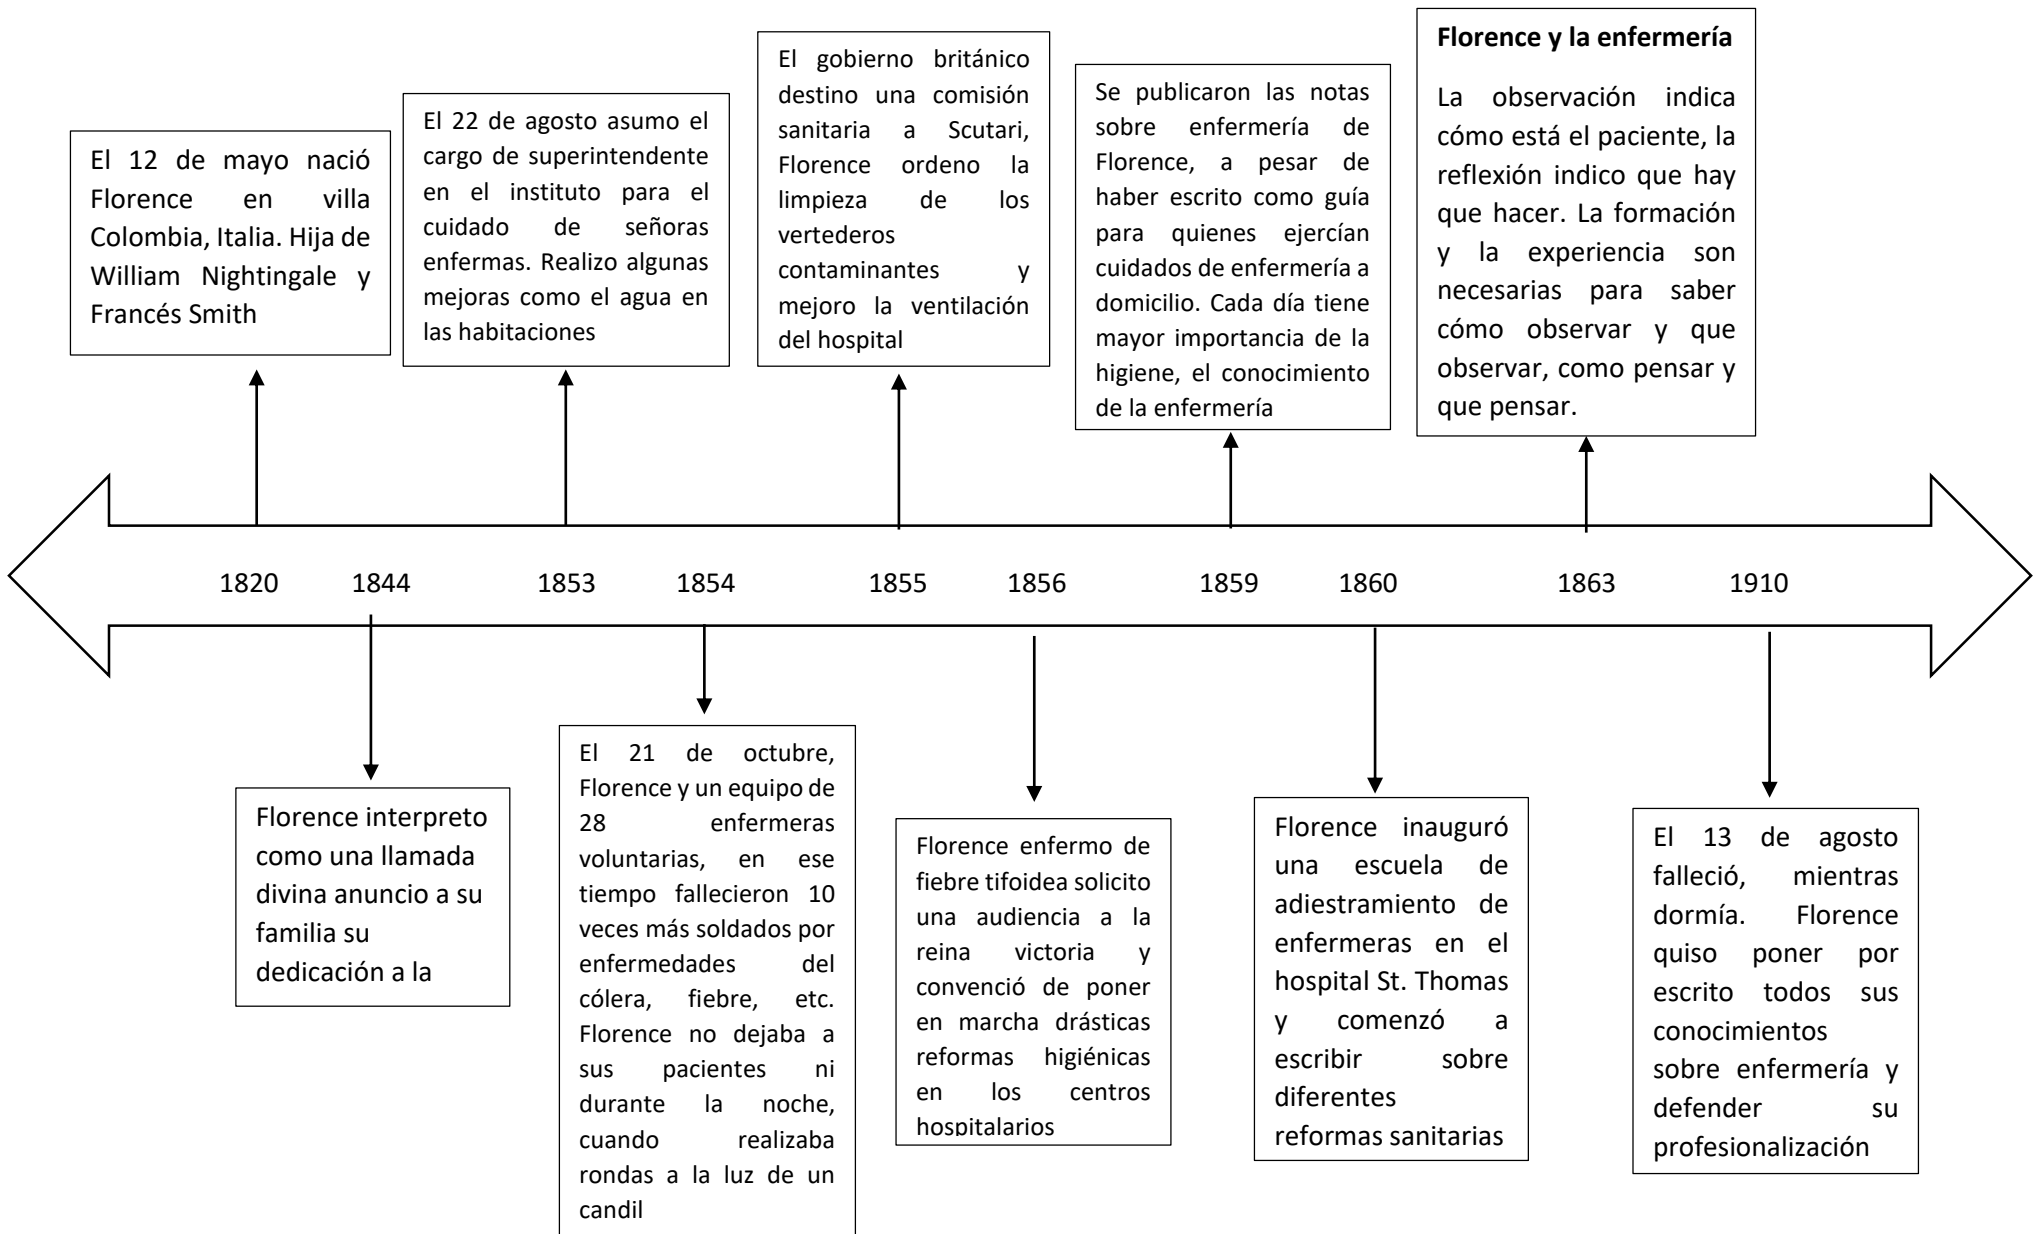 El 12 de mayo nació
Florence en villa
Colombia, Italia. Hija de
William Nightingale y
Francés Smith
El 22 de agosto asumo el
cargo de superintendente
en el instituto para el
cuidado de señoras
enfermas. Realizo algunas
mejoras como el agua en
las habitaciones
El gobierno británico
destino una comisión
sanitaria a Scutari,
Florence ordeno la
limpieza de los
vertederos
contaminantes y
mejoro la ventilación
del hospital
Se publicaron las notas
sobre enfermería de
Florence, a pesar de
haber escrito como guía
para quienes ejercían
cuidados de enfermería a
domicilio. Cada día tiene
mayor importancia de la
higiene, el conocimiento
de la enfermería
Florence y la enfermería
La observación indica
cómo está el paciente, la
reflexión indico que hay
que hacer. La formación
y la experiencia son
necesarias para saber
cómo observar y que
observar, como pensar y
que pensar.
1820 1844 1853 1854 1855 1856 1859 1860 1863 1910
Florence interpreto
como una llamada
divina anuncio a su
familia su
dedicación a la
El 21 de octubre,
Florence y un equipo de
28 enfermeras
voluntarias, en ese
tiempo fallecieron 10
veces más soldados por
enfermedades del
cólera, fiebre, etc.
Florence no dejaba a
sus pacientes ni
durante la noche,
cuando realizaba
rondas a la luz de un
candil
Florence enfermo de
fiebre tifoidea solicito
una audiencia a la
reina victoria y
convenció de poner
en marcha drásticas
reformas higiénicas
en los centros
hospitalarios
Florence inauguró
una escuela de
adiestramiento de
enfermeras en el
hospital St. Thomas
y comenzó a
escribir sobre
diferentes
reformas sanitarias
El 13 de agosto
falleció, mientras
dormía. Florence
quiso poner por
escrito todos sus
conocimientos
sobre enfermería y
defender su
profesionalización